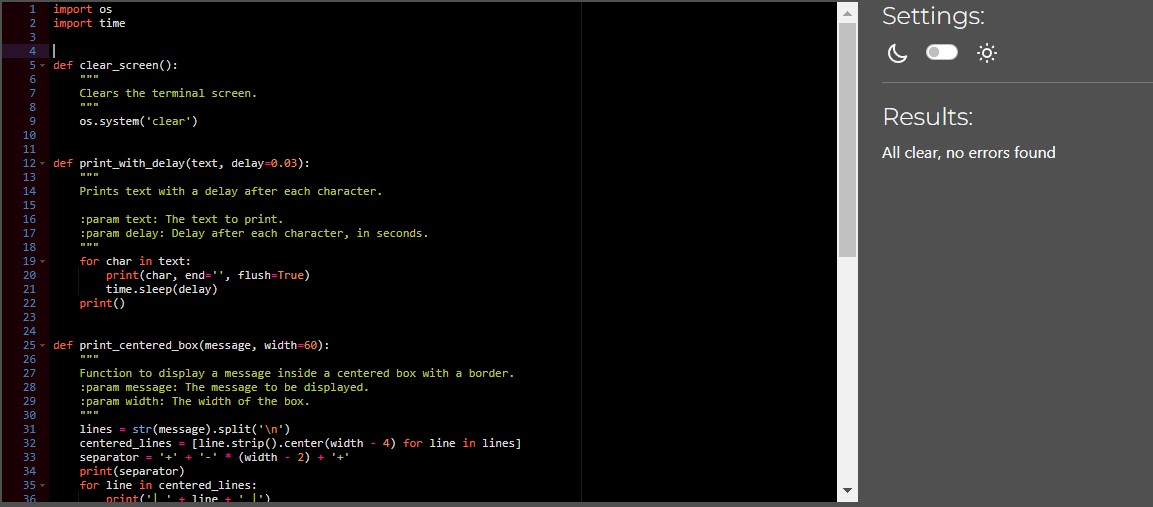 1 import os
2 import time
3
4
5 def clear_screen():
6     """
7     Clears the terminal screen.
8     """
9     os.system('clear')
10
11
12 def print_with_delay(text, delay=0.03):
13     """
14     Prints text with a delay after each character.
15
16     :param text: The text to print.
17     :param delay: Delay after each character, in seconds.
18     """
19     for char in text:
20         print(char, end='', flush=True)
21         time.sleep(delay)
22     print()
23
24
25 def print_centered_box(message, width=60):
26     """
27     Function to display a message inside a centered box with a border.
28     :param message: The message to be displayed.
29     :param width: The width of the box.
30     """
31     lines = str(message).split('\n')
32     centered_lines = [line.strip().center(width - 4) for line in lines]
33     separator = '+' + '-' * (width - 2) + '+'
34     print(separator)
35     for line in centered_lines:
36         print('| ' + line + ' |')
Settings:
Results:
All clear, no errors found